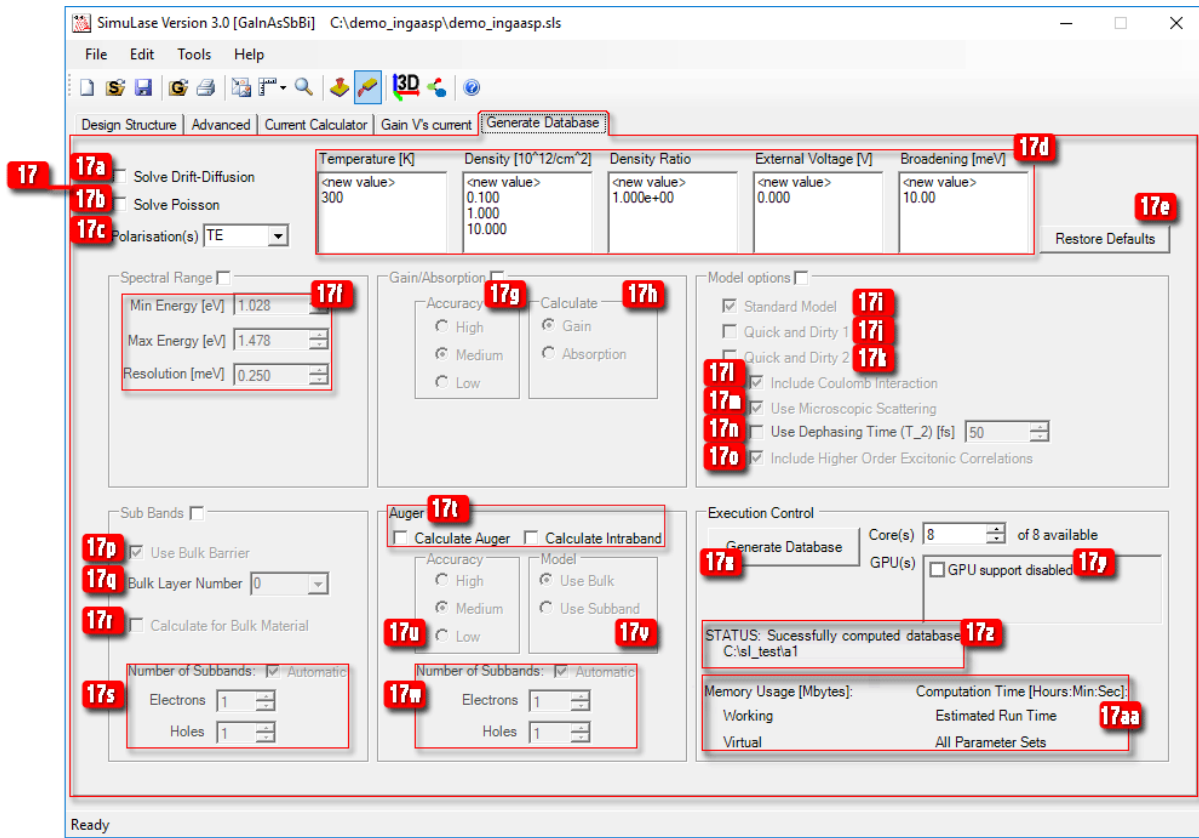 SimuLase Version 3.0 [GaInAsSbBi] C:\demo_ingaasp\demo_ingaasp.sls
File Edit Tools Help
3D
Design Structure Advanced Current Calculator Gain V's current Generate Database
17
17a Solve Drift-Diffusion
17b Solve Poisson
17c Polarisation(s) TE
Temperature [K] Density [10^12/cm^2] Density Ratio External Voltage [V] Broadening [meV] 17d
<new value> <new value> <new value> <new value> <new value>
300 0.100 1.000e+00 0.000 10.00
1.000
10.000
17e
Restore Defaults
Spectral Range
17f
Min Energy [eV] 1.028
Max Energy [eV] 1.478
Resolution [meV] 0.250
Gain/Absorption
Accuracy 17g Calculate 17h
High Gain
Medium Absorption
Low
Model options
Standard Model 17i
Quick and Dirty 1 17j
Quick and Dirty 2 17k
17l Include Coulomb Interaction
17m Use Microscopic Scattering
17n Use Dephasing Time (T_2) [fs] 50
17o Include Higher Order Excitonic Correlations
Sub Bands
17p Use Bulk Barrier
17q Bulk Layer Number 0
17r Calculate for Bulk Material
Number of Subbands: Automatic
17s Electrons 1
Holes 1
Auger 17t
Calculate Auger Calculate Intraband
Accuracy Model
High Use Bulk
Medium Use Subband
17u Low 17v
Number of Subbands: Automatic
17w Electrons 1
Holes 1
Execution Control
Generate Database Core(s) 8 of 8 available
17x GPU(s) GPU support disabled 17y
STATUS: Sucessfully computed database 17z
C:\sl_test\a1
Memory Usage [Mbytes]: Computation Time [Hours:Min:Sec]:
Working Estimated Run Time 17aa
Virtual All Parameter Sets
Ready